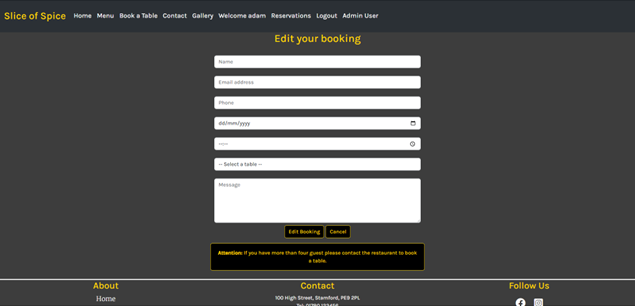 Slice of Spice Home Menu Book a Table Contact Gallery Welcome adam Reservations Logout Admin User
Edit your booking
Name
Email address
Phone
dd/mm/yyyy
--:--
-- Select a table --
Message
Edit Booking Cancel
Attention: If you have more than four guest please contact the restaurant to book
a table.
About Contact Follow Us
Home 100 High Street, Stamford, PE9 2PL